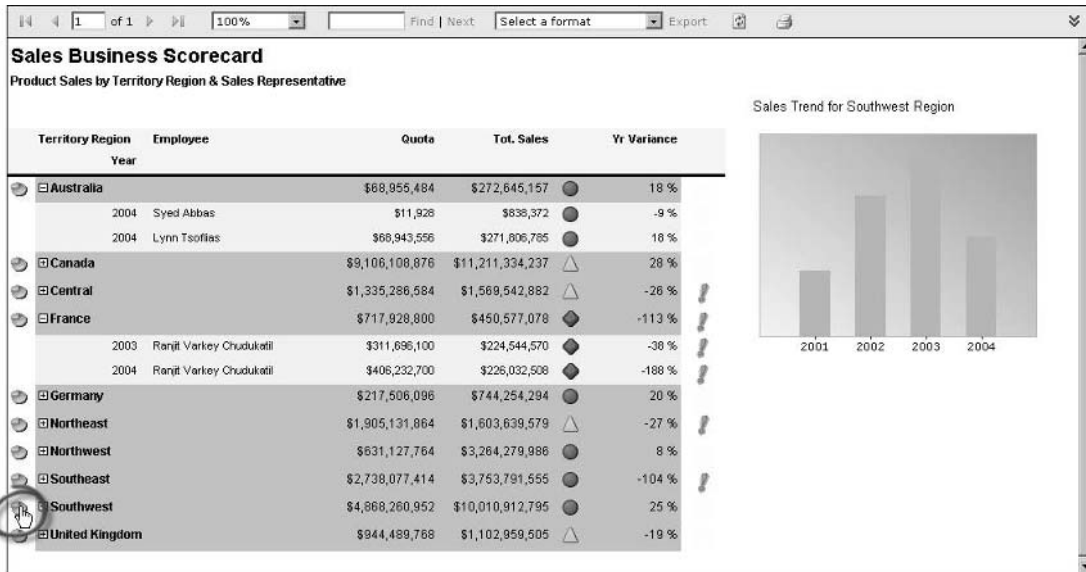 1 of 1 100% Find | Next Select a format Export
Sales Business Scorecard
Product Sales by Territory Region & Sales Representative
Sales Trend for Southwest Region
Territory Region Employee Quota Tot. Sales Yr Variance
Year
Australia $68,955,484 $272,645,157 18 %
2004 Syed Abbas $11,928 $838,372 -9 %
2004 Lynn Tsoflias $68,943,556 $271,806,785 18 %
Canada $9,106,108,876 $11,211,334,237 28 %
Central $1,335,286,584 $1,569,542,882 -26 %
France $717,928,800 $450,577,078 -113 %
2003 Ranjit Varkey Chudukatil $311,696,100 $224,544,570 -38 %
2004 Ranjit Varkey Chudukatil $406,232,700 $226,032,508 -188 %
Germany $217,506,096 $744,254,294 20 %
Northeast $1,905,131,864 $1,603,639,579 -27 %
Northwest $631,127,764 $3,264,279,986 8 %
Southeast $2,738,077,414 $3,753,791,555 -104 %
Southwest $4,868,260,952 $10,010,912,795 25 %
United Kingdom $944,489,768 $1,102,959,505 -19 %
2001 2002 2003 2004